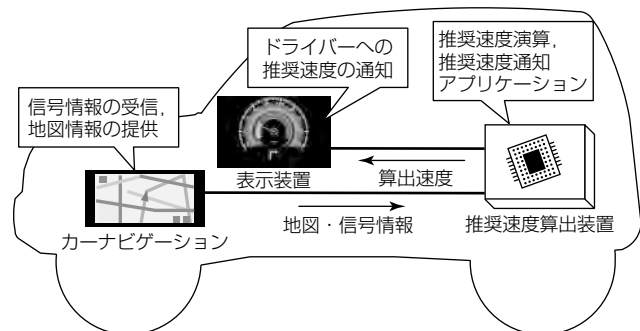 ドライバーへの
推奨速度の通知
推奨速度演算,
推奨速度通知
アプリケーション
信号情報の受信,
地図情報の提供
表示装置
算出速度
地図・信号情報
カーナビゲーション
推奨速度算出装置